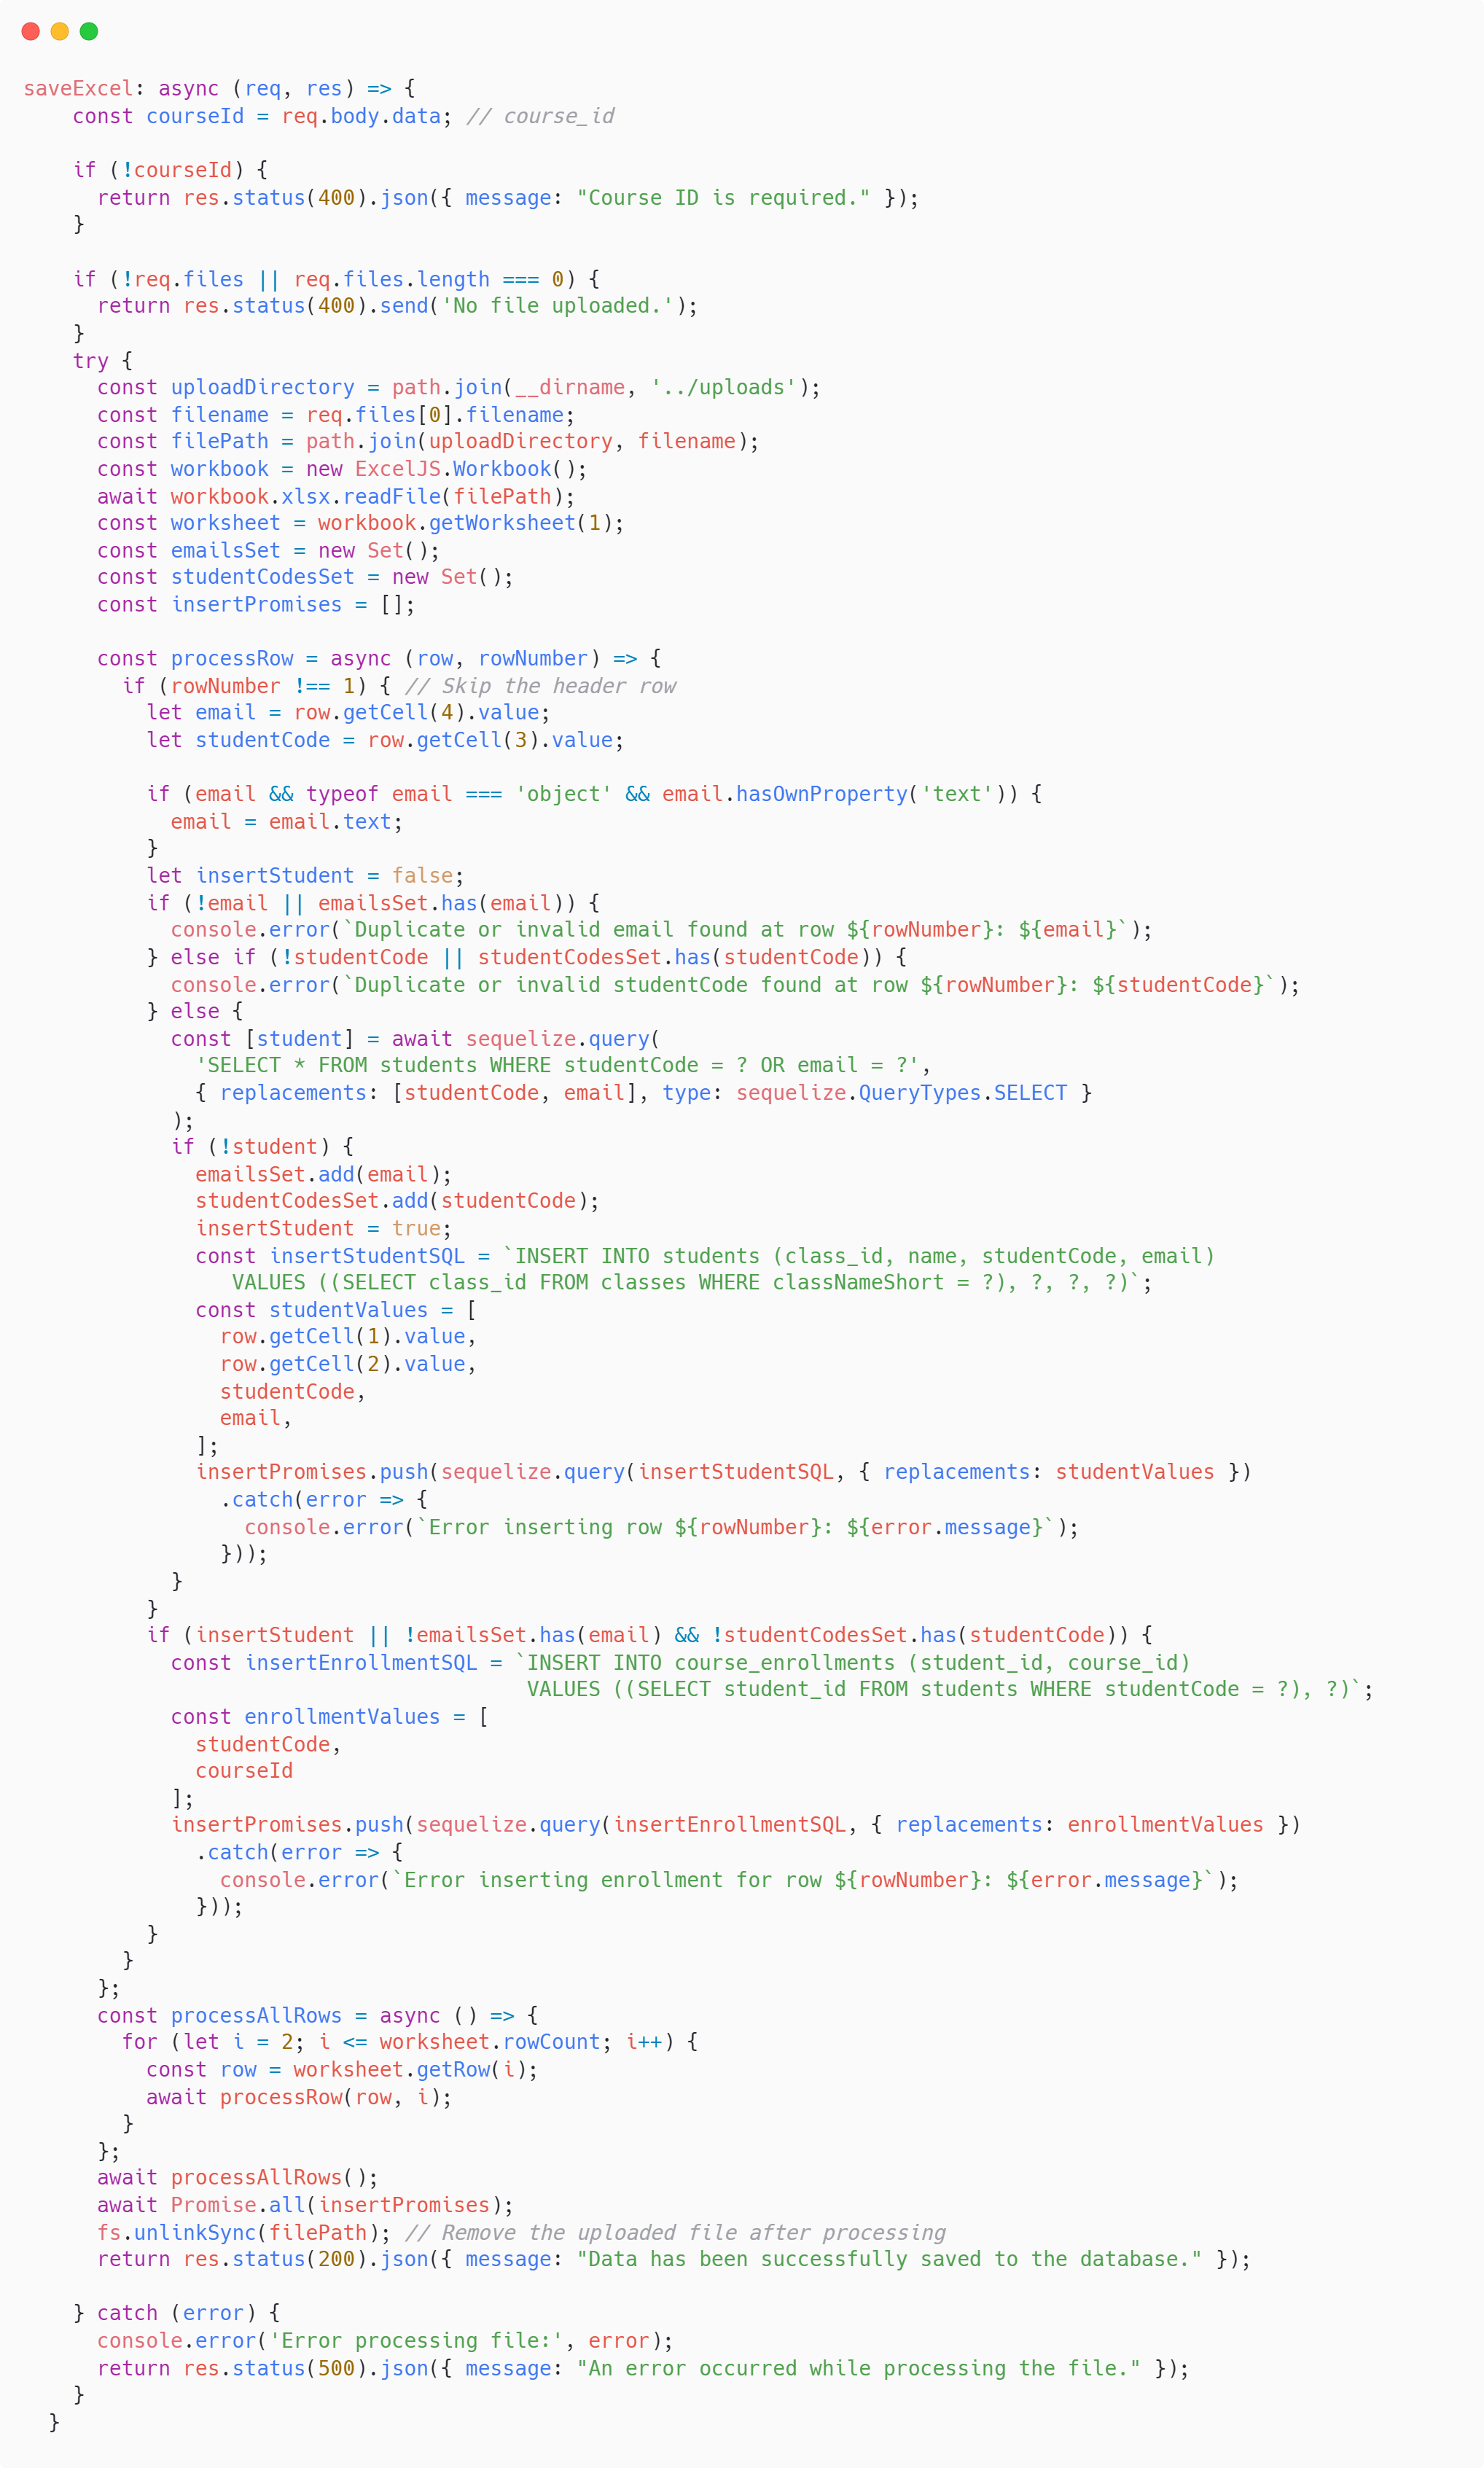 saveExcel: async (req, res) => {
    const courseId = req.body.data; // course_id

    if (!courseId) {
      return res.status(400).json({ message: "Course ID is required." });
    }

    if (!req.files || req.files.length === 0) {
      return res.status(400).send('No file uploaded.');
    }
    try {
      const uploadDirectory = path.join(__dirname, '../uploads');
      const filename = req.files[0].filename;
      const filePath = path.join(uploadDirectory, filename);
      const workbook = new ExcelJS.Workbook();
      await workbook.xlsx.readFile(filePath);
      const worksheet = workbook.getWorksheet(1);
      const emailsSet = new Set();
      const studentCodesSet = new Set();
      const insertPromises = [];

      const processRow = async (row, rowNumber) => {
        if (rowNumber !== 1) { // Skip the header row
          let email = row.getCell(4).value;
          let studentCode = row.getCell(3).value;

          if (email && typeof email === 'object' && email.hasOwnProperty('text')) {
            email = email.text;
          }
          let insertStudent = false;
          if (!email || emailsSet.has(email)) {
            console.error(`Duplicate or invalid email found at row ${rowNumber}: ${email}`);
          } else if (!studentCode || studentCodesSet.has(studentCode)) {
            console.error(`Duplicate or invalid studentCode found at row ${rowNumber}: ${studentCode}`);
          } else {
            const [student] = await sequelize.query(
              'SELECT * FROM students WHERE studentCode = ? OR email = ?',
              { replacements: [studentCode, email], type: sequelize.QueryTypes.SELECT }
            );
            if (!student) {
              emailsSet.add(email);
              studentCodesSet.add(studentCode);
              insertStudent = true;
              const insertStudentSQL = `INSERT INTO students (class_id, name, studentCode, email)
                 VALUES ((SELECT class_id FROM classes WHERE classNameShort = ?), ?, ?, ?)`;
              const studentValues = [
                row.getCell(1).value,
                row.getCell(2).value,
                studentCode,
                email,
              ];
              insertPromises.push(sequelize.query(insertStudentSQL, { replacements: studentValues })
                .catch(error => {
                  console.error(`Error inserting row ${rowNumber}: ${error.message}`);
                }));
            }
          }
          if (insertStudent || !emailsSet.has(email) && !studentCodesSet.has(studentCode)) {
            const insertEnrollmentSQL = `INSERT INTO course_enrollments (student_id, course_id)
                                         VALUES ((SELECT student_id FROM students WHERE studentCode = ?), ?)`;
            const enrollmentValues = [
              studentCode,
              courseId
            ];
            insertPromises.push(sequelize.query(insertEnrollmentSQL, { replacements: enrollmentValues })
              .catch(error => {
                console.error(`Error inserting enrollment for row ${rowNumber}: ${error.message}`);
              }));
          }
        }
      };
      const processAllRows = async () => {
        for (let i = 2; i <= worksheet.rowCount; i++) {
          const row = worksheet.getRow(i);
          await processRow(row, i);
        }
      };
      await processAllRows();
      await Promise.all(insertPromises);
      fs.unlinkSync(filePath); // Remove the uploaded file after processing
      return res.status(200).json({ message: "Data has been successfully saved to the database." });

    } catch (error) {
      console.error('Error processing file:', error);
      return res.status(500).json({ message: "An error occurred while processing the file." });
    }
  }